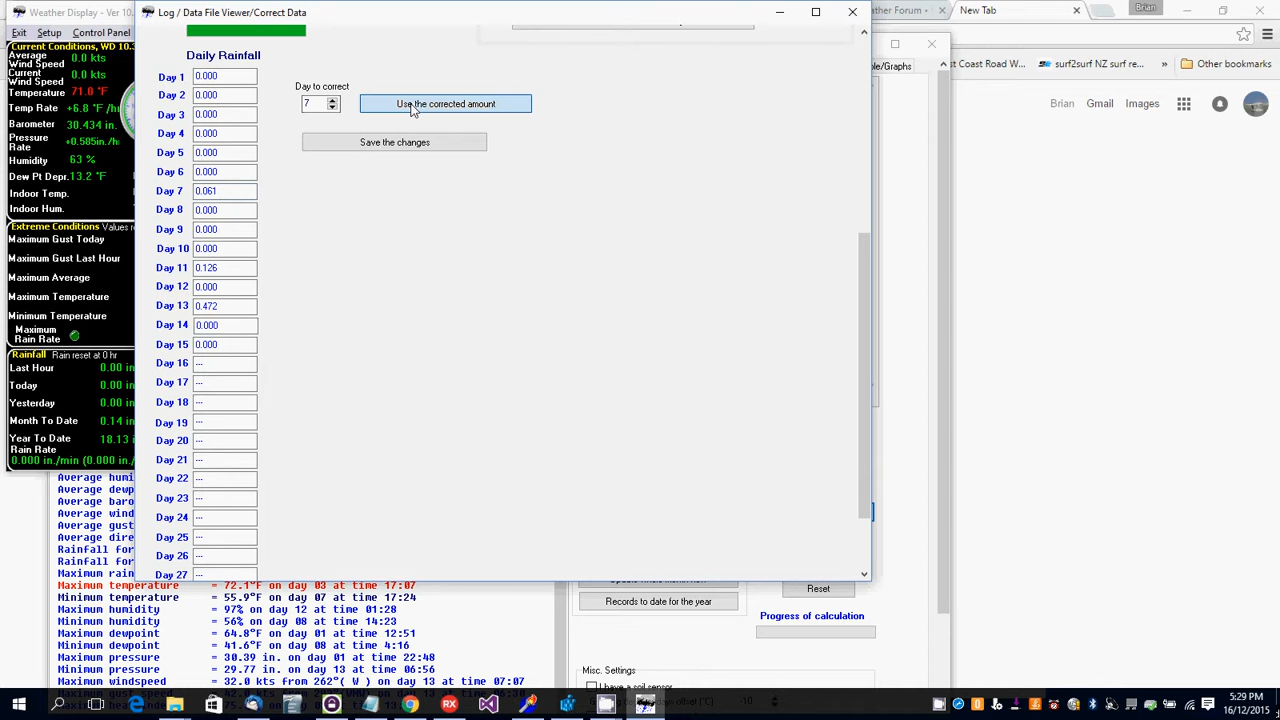 Weather Display - Ver 10.3
Log / Data File Viewer/Correct Data
eather Forum
New Tab
Brian
Exit Setup Control Panel
ble/Graphs
ast Coast Road W...
surf2surf NZ surf re...
Other bookmarks
Current Conditions, WD 10.3
Average Wind Speed 0.0 kts
Current Wind Speed 0.0 kts
Temperature 71.0 °F
Temp Rate +6.8 °F /h
Barometer 30.434 in.
Pressure Rate +0.585in./h
Humidity 63 %
Dew Pt Depr. 13.2 °F
Indoor Temp.
Indoor Hum.
Extreme Conditions Values re
Maximum Gust Today
Maximum Gust Last Hour
Maximum Average
Maximum Temperature
Minimum Temperature
Maximum Rain Rate
Rainfall Rain reset at 0 hr
Last Hour 0.00 in
Today 0.00 in
Yesterday 0.00 in
Month To Date 0.14 in
Year To Date 18.13 in
Rain Rate
0.000 in./min (0.000 in./
Daily Rainfall
Day 1 0.000
Day 2 0.000
Day 3 0.000
Day 4 0.000
Day 5 0.000
Day 6 0.000
Day 7 0.061
Day 8 0.000
Day 9 0.000
Day 10 0.000
Day 11 0.126
Day 12 0.000
Day 13 0.472
Day 14 0.000
Day 15 0.000
Day 16 ---
Day 17 ---
Day 18 ---
Day 19 ---
Day 20 ---
Day 21 ---
Day 22 ---
Day 23 ---
Day 24 ---
Day 25 ---
Day 26 ---
Day 27 ---
Day to correct
7
Use the corrected amount
Save the changes
Brian Gmail Images
Average humi
Average dewp
Average baro
Average wind
Average gust
Average dire
Rainfall for
Rainfall for
Maximum rain
Maximum temperature = 72.1°F on day 03 at time 17:07
Minimum temperature = 55.9°F on day 07 at time 17:24
Maximum humidity = 97% on day 12 at time 01:28
Minimum humidity = 56% on day 08 at time 14:23
Maximum dewpoint = 64.8°F on day 01 at time 12:51
Minimum dewpoint = 41.6°F on day 08 at time 4:16
Maximum pressure = 30.39 in. on day 01 at time 22:48
Minimum pressure = 29.77 in. on day 13 at time 06:56
Maximum windspeed = 32.0 kts from 262°( W ) on day 13 at time 07:07
Records to date for the year
Reset
Progress of calculation
Misc. Settings
I have a soil sensor
-10
5:29 PM
16/12/2015